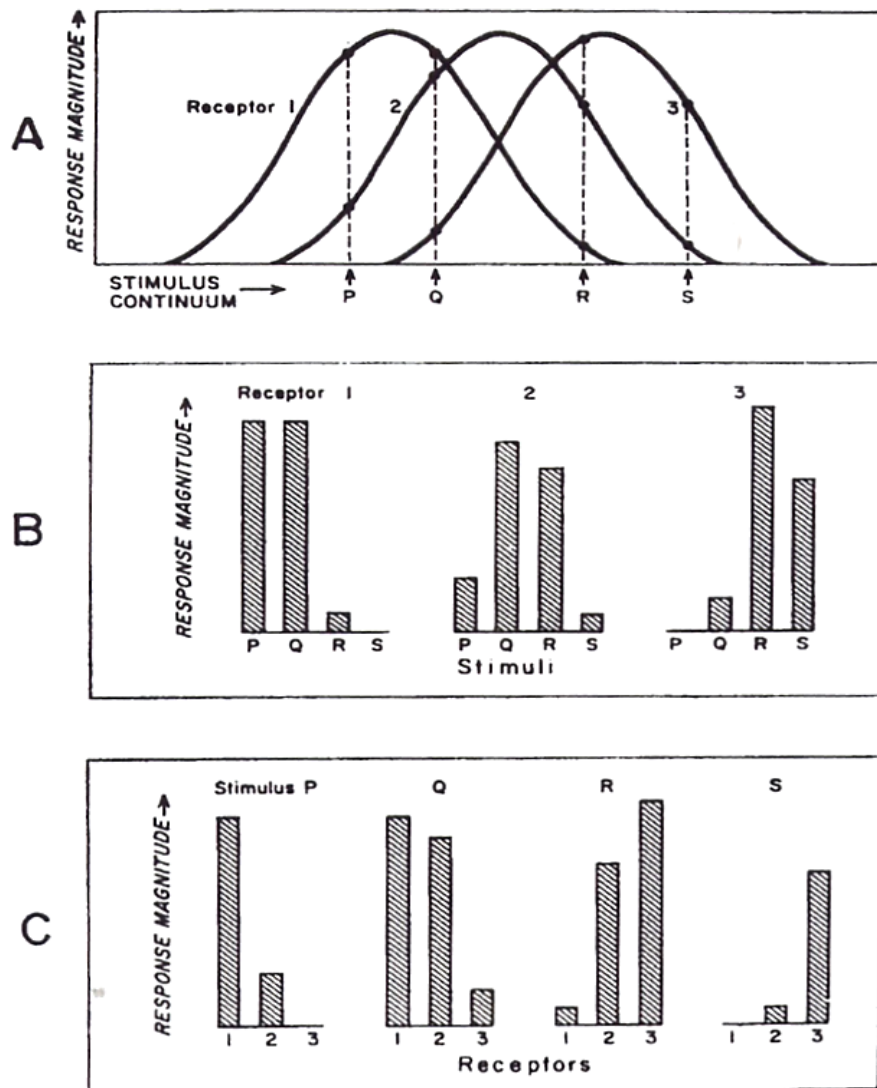 A
RESPONSE MAGNITUDE
Receptor 1
2
3
STIMULUS
CONTINUUM
P Q R S
B
RESPONSE MAGNITUDE
Receptor 1 2 3
P Q R S P Q R S P Q R S
Stimuli
C
RESPONSE MAGNITUDE
Stimulus P Q R S
1 2 3 1 2 3 1 2 3 1 2 3
Receptors